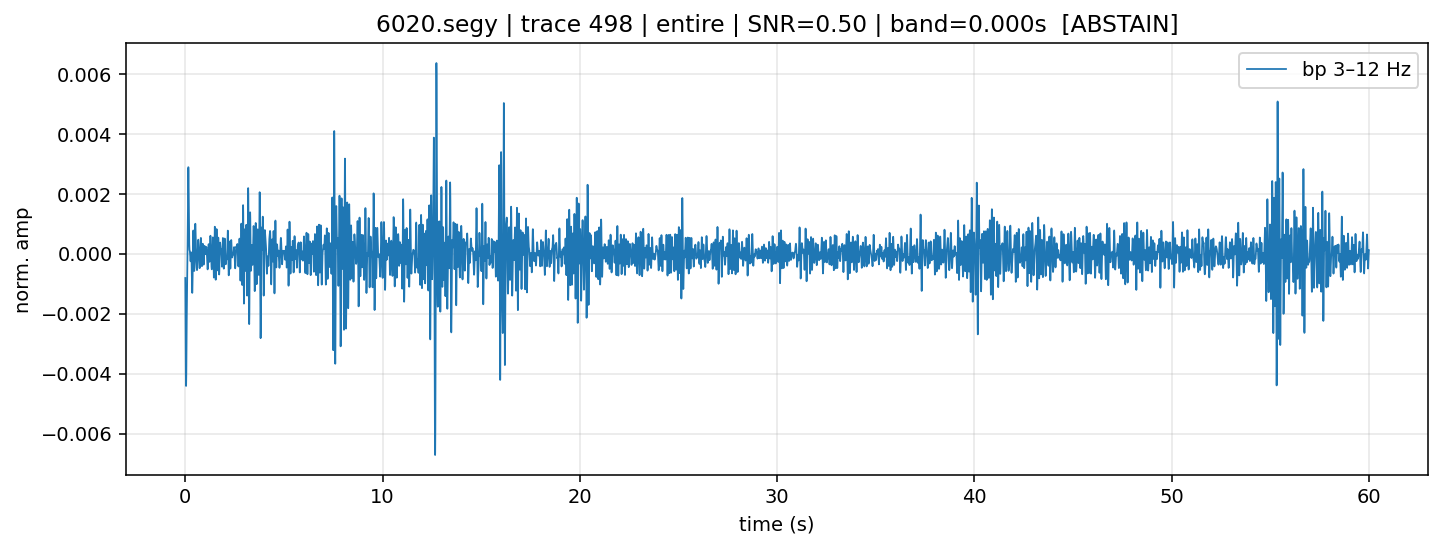 6020.segy | trace 498 | entire | SNR=0.50 | band=0.000s  [ABSTAIN]
bp 3–12 Hz
norm. amp
0.006
0.004
0.002
0.000
−0.002
−0.004
−0.006
0 10 20 30 40 50 60
time (s)